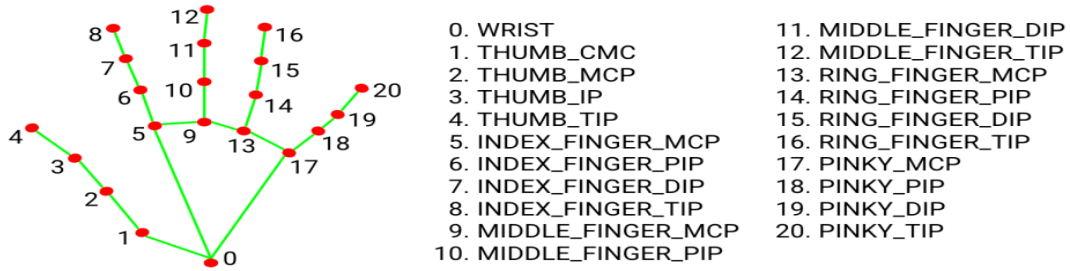 12
16
8
11
7
15
10
20
6
14
19
4
5
9
13
18
3
17
2
1
0
0. WRIST
1. THUMB_CMC
2. THUMB_MCP
3. THUMB_IP
4. THUMB_TIP
5. INDEX_FINGER_MCP
6. INDEX_FINGER_PIP
7. INDEX_FINGER_DIP
8. INDEX_FINGER_TIP
9. MIDDLE_FINGER_MCP
10. MIDDLE_FINGER_PIP
11. MIDDLE_FINGER_DIP
12. MIDDLE_FINGER_TIP
13. RING_FINGER_MCP
14. RING_FINGER_PIP
15. RING_FINGER_DIP
16. RING_FINGER_TIP
17. PINKY_MCP
18. PINKY_PIP
19. PINKY_DIP
20. PINKY_TIP